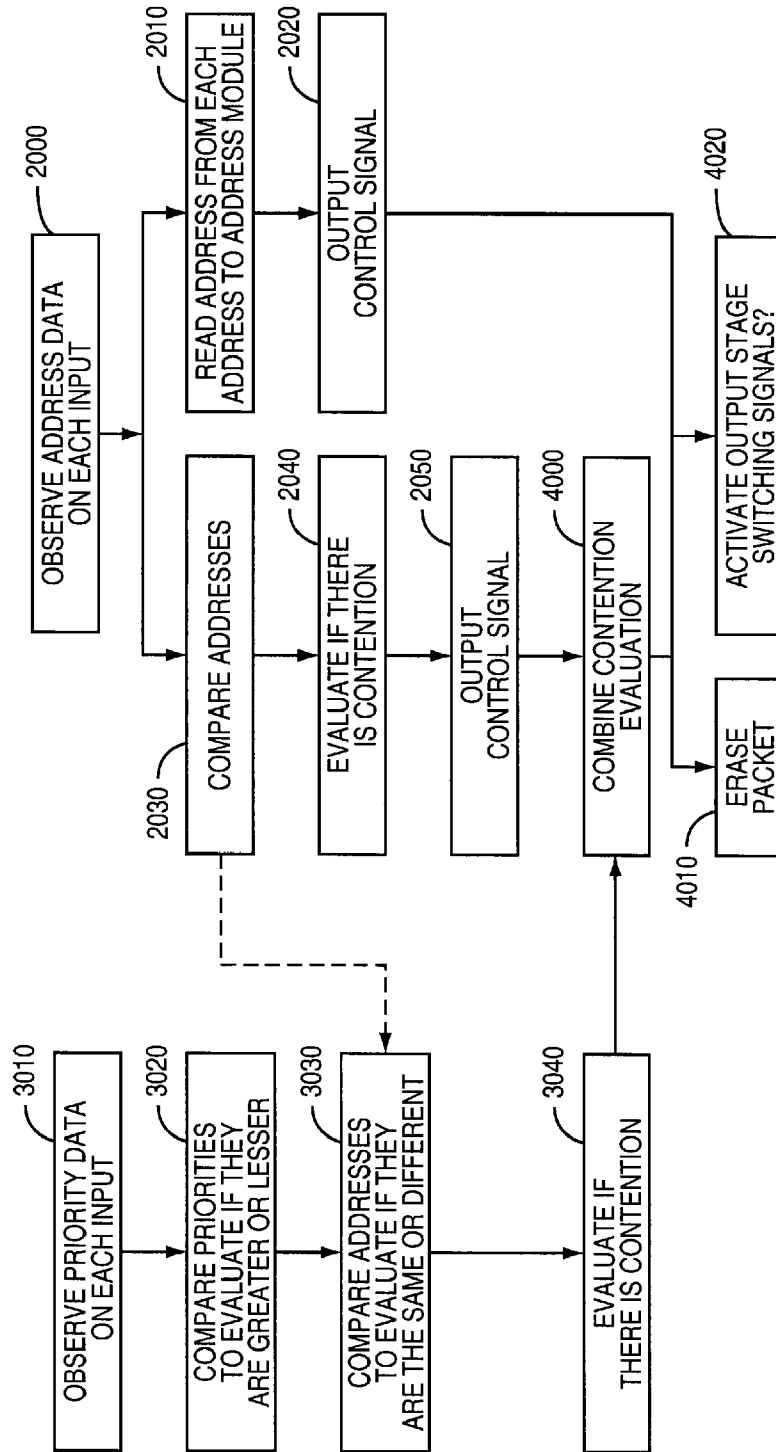 2000
OBSERVE ADDRESS DATA
ON EACH INPUT
2010
READ ADDRESS FROM EACH
ADDRESS TO ADDRESS MODULE
2020
OUTPUT
CONTROL SIGNAL
2030
COMPARE ADDRESSES
2040
EVALUATE IF THERE
IS CONTENTION
2050
OUTPUT
CONTROL SIGNAL
3010
OBSERVE PRIORITY DATA
ON EACH INPUT
3020
COMPARE PRIORITIES
TO EVALUATE IF THEY
ARE GREATER OR LESSER
3030
COMPARE ADDRESSES
TO EVALUATE IF THEY
ARE THE SAME OR DIFFERENT
3040
EVALUATE IF
THERE IS CONTENTION
4000
COMBINE CONTENTION
EVALUATION
4010
ERASE
PACKET
4020
ACTIVATE OUTPUT STAGE
SWITCHING SIGNALS?